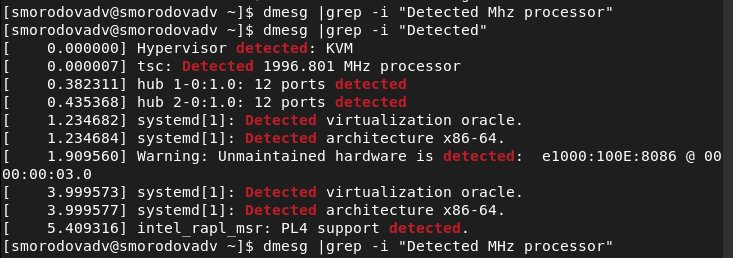 [smorodovadv@smorodovadv ~]$ dmesg |grep -i "Detected Mhz processor"
[smorodovadv@smorodovadv ~]$ dmesg |grep -i "Detected"
[    0.000000] Hypervisor detected: KVM
[    0.000007] tsc: Detected 1996.801 MHz processor
[    0.382311] hub 1-0:1.0: 12 ports detected
[    0.435368] hub 2-0:1.0: 12 ports detected
[    1.234682] systemd[1]: Detected virtualization oracle.
[    1.234684] systemd[1]: Detected architecture x86-64.
[    1.909560] Warning: Unmaintained hardware is detected:  e1000:100E:8086 @ 00
00:00:03.0
[    3.999573] systemd[1]: Detected virtualization oracle.
[    3.999577] systemd[1]: Detected architecture x86-64.
[    5.409316] intel_rapl_msr: PL4 support detected.
[smorodovadv@smorodovadv ~]$ dmesg |grep -i "Detected MHz processor"